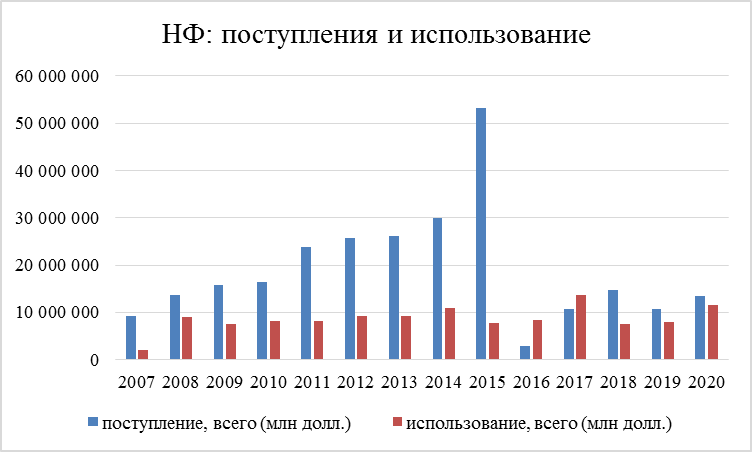 НФ: поступления и использование
60 000 000
50 000 000
40 000 000
30 000 000
20 000 000
10 000 000
0
2007 2008 2009 2010 2011 2012 2013 2014 2015 2016 2017 2018 2019 2020
поступление, всего (млн долл.) использование, всего (млн долл.)